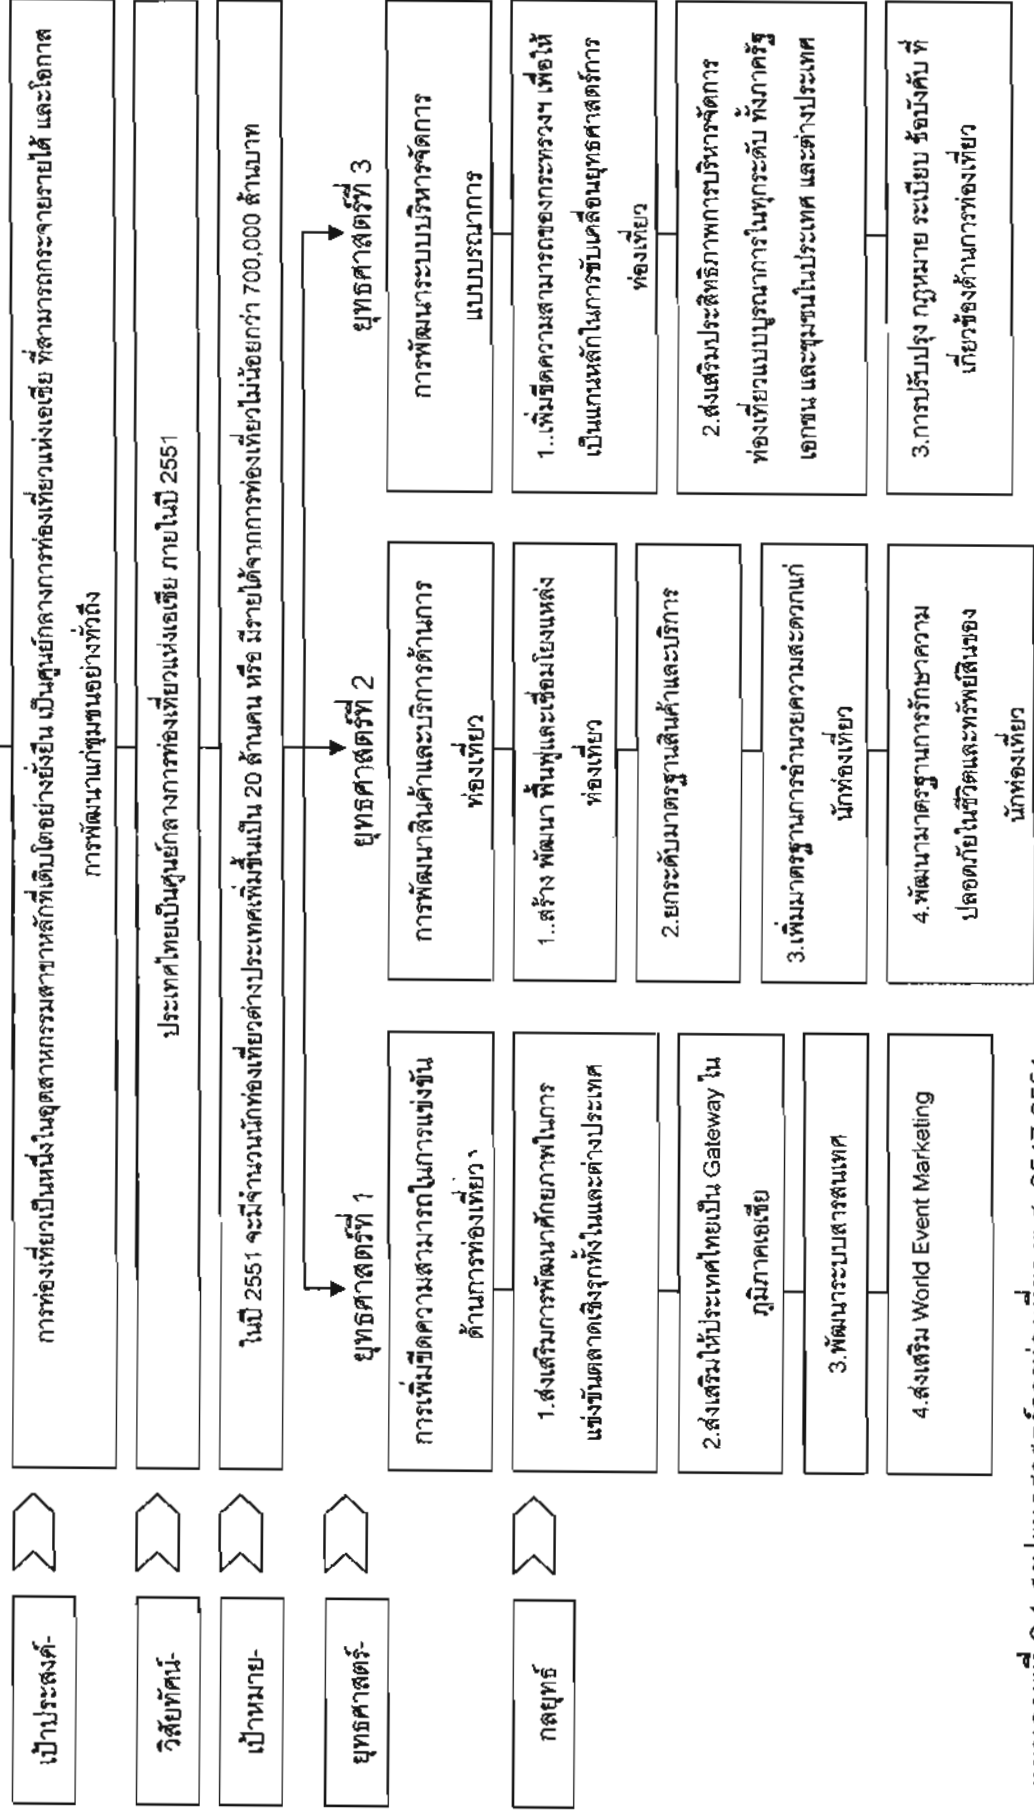 เป้าประสงค์-
การท่องเที่ยวเป็นหนึ่งในอุตสาหกรรมสาขาหลักที่เติบโตอย่างยั่งยืน เป็นศูนย์กลางการท่องเที่ยวแห่งเอเชีย ที่สามารถกระจายรายได้ และโอกาส
การพัฒนาแก่ชุมชนอย่างทั่วถึง
วิสัยทัศน์-
ประเทศไทยเป็นศูนย์กลางการท่องเที่ยวแห่งเอเชีย ภายในปี 2551
เป้าหมาย-
ในปี 2551 จะมีจำนวนนักท่องเที่ยวต่างประเทศเพิ่มขึ้นเป็น 20 ล้านคน หรือ มีรายได้จากการท่องเที่ยวไม่น้อยกว่า 700,000 ล้านบาท
ยุทธศาสตร์-
ยุทธศาสตร์ที่ 1
การเพิ่มขีดความสามารถในการแข่งขัน
ด้านการท่องเที่ยว
ยุทธศาสตร์ที่ 2
การพัฒนาสินค้าและบริการด้านการ
ท่องเที่ยว
ยุทธศาสตร์ที่ 3
การพัฒนาระบบบริหารจัดการ
แบบบรณาการ
กลยุทธ์
1.ส่งเสริมการพัฒนาศักยภาพในการ
แข่งขันตลาดเชิงรุกทั้งในและต่างประเทศ
2.ส่งเสริมให้ประเทศไทยเป็น Gateway ใน
ภูมิภาคเอเชีย
3.พัฒนาระบบสารสนเทศ
4.ส่งเสริม World Event Marketing
1..สร้าง พัฒนา ฟื้นฟูและเชื่อมโยงแหล่ง
ท่องเที่ยว
2.ยกระดับมาตรฐานสินค้าและบริการ
3.เพิ่มมาตรฐานการอำนวยความสะดวกแก่
นักท่องเที่ยว
4.พัฒนามาตรฐานการรักษาความ
ปลอดภัยในชีวิตและทรัพย์สินของ
นักท่องเที่ยว
1..เพิ่มขีดความสามารถของกระทรวงฯ เพื่อให้
เป็นแกนหลักในการขับเคลื่อนยุทธศาสตร์การ
ท่องเที่ยว
2.ส่งเสริมประสิทธิภาพการบริหารจัดการ
ท่องเที่ยวแบบบูรณาการในทุกระดับ ทั้งภาครัฐ
เอกชน และชุมชนในประเทศ และต่างประเทศ
3.การปรับปรุง กฎหมาย ระเบียบ ข้อบังคับ ที่
เกี่ยวข้องด้านการท่องเที่ยว